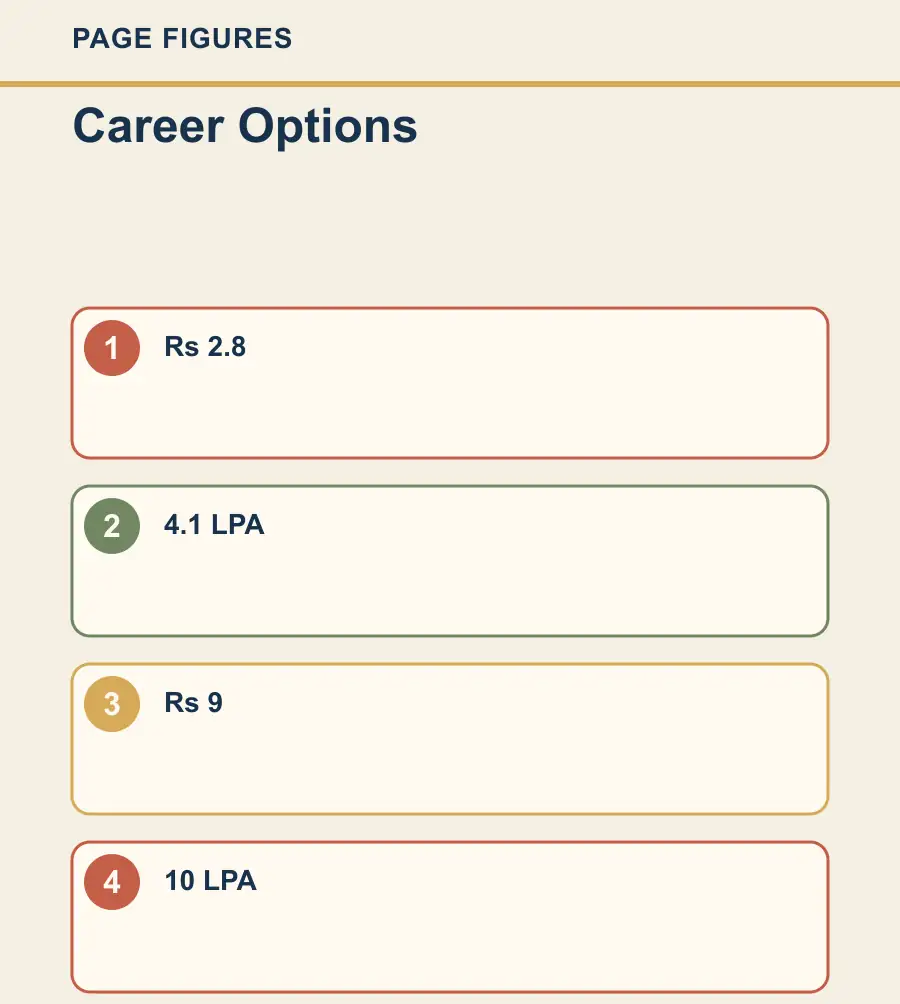 PAGE FIGURES
Career Options
1 Rs 2.8
2 4.1 LPA
3 Rs 9
4 10 LPA